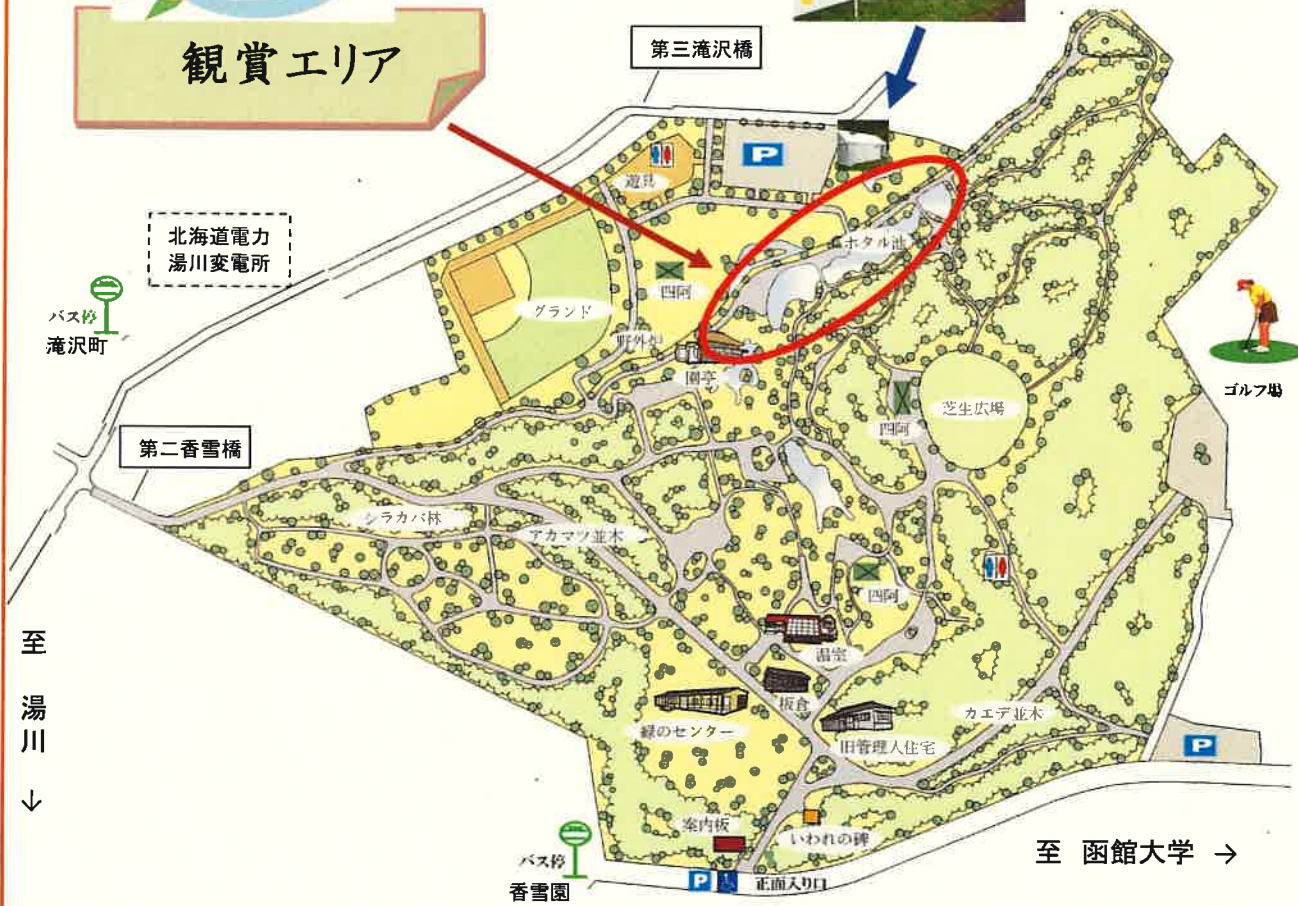 観賞エリア
第三滝沢橋
P
遊具
北海道電力
湯川変電所
ホタル池
四阿
グランド
バス停
滝沢町
野外炉
園亭
ゴルフ場
芝生広場
四阿
第二香雪橋
シラカバ林
アカマツ並木
四阿
温室
至 湯川 ↓
板倉
緑のセンター
カエデ並木
旧管理人住宅
P
案内板
いわれの碑
至 函館大学 →
バス停
香雪園
P
正面入り口